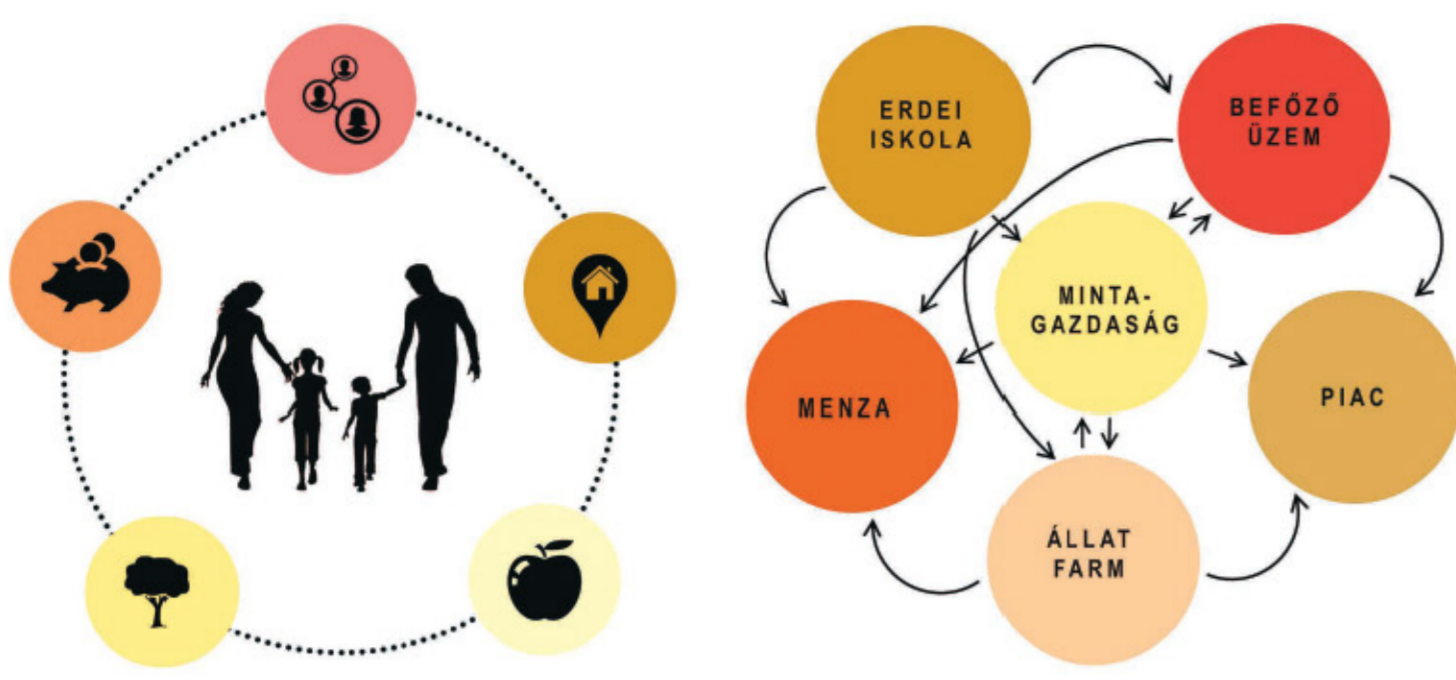 ERDEI
ISKOLA
BEFŐZŐ
ÜZEM
MINTA-
GAZDASÁG
MENZA
PIAC
ÁLLAT
FARM